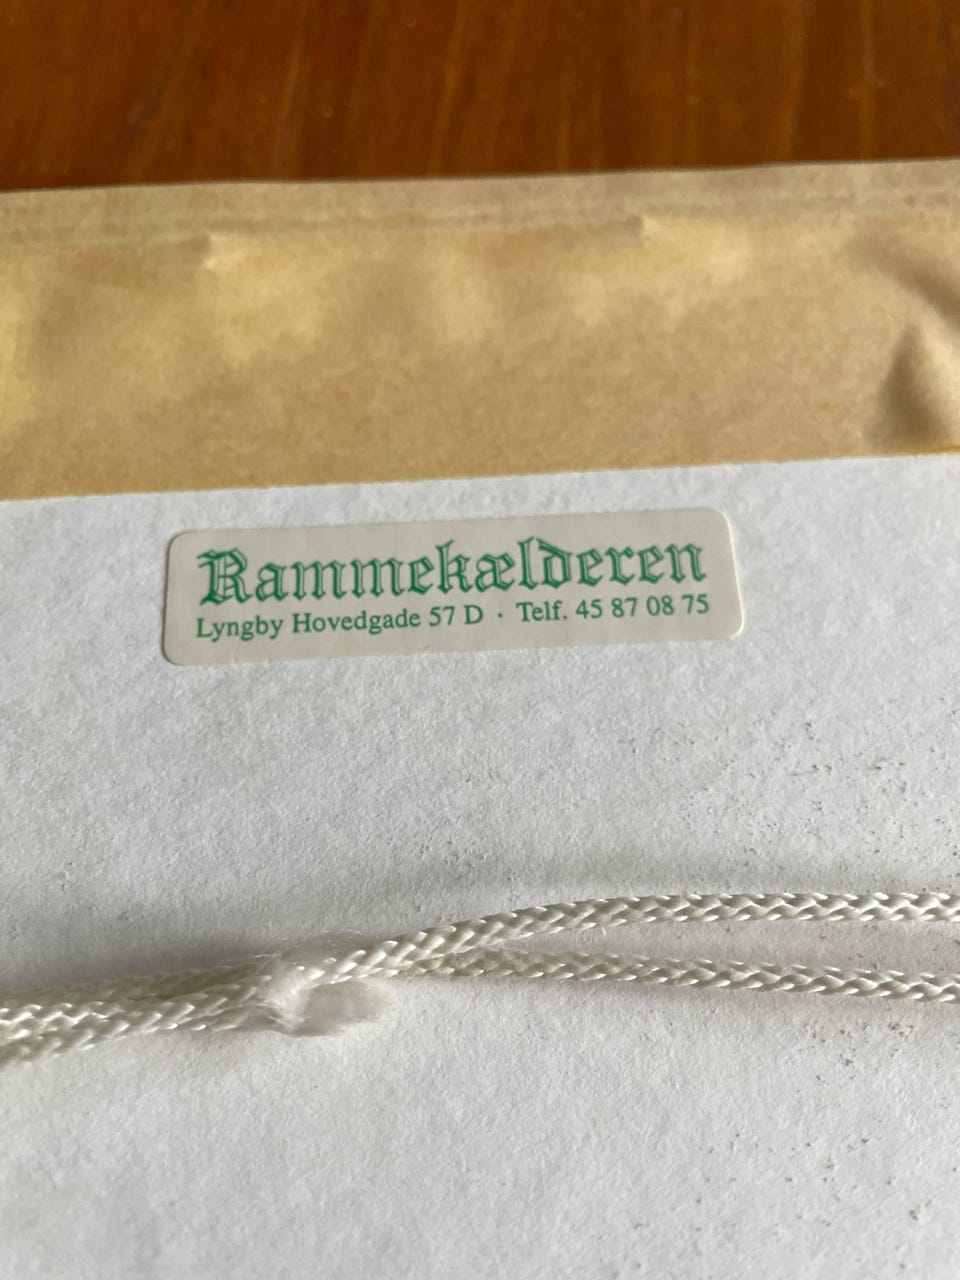 Rammekælderen
Lyngby Hovedgade 57 D · Telf. 45 87 08 75